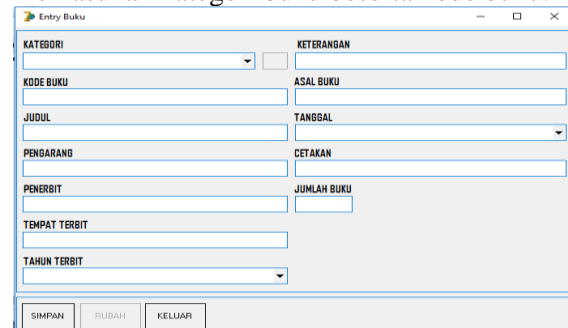 Entry Buku
KATEGORI
KODE BUKU
JUDUL
PENGARANG
PENERBIT
TEMPAT TERBIT
TAHUN TERBIT
KETERANGAN
ASAL BUKU
TANGGAL
CETAKAN
JUMLAH BUKU
SIMPAN RUBAH KELUAR